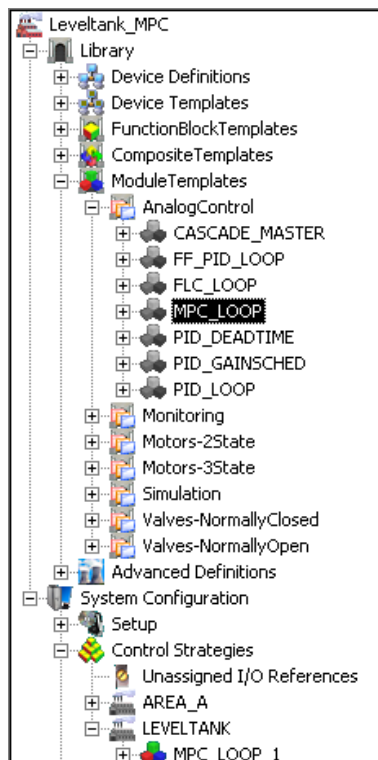 Leveltank_MPC
Library
Device Definitions
Device Templates
FunctionBlockTemplates
CompositeTemplates
ModuleTemplates
AnalogControl
CASCADE_MASTER
FF_PID_LOOP
FLC_LOOP
MPC_LOOP
PID_DEADTIME
PID_GAINSCHED
PID_LOOP
Monitoring
Motors-2State
Motors-3State
Simulation
Valves-NormallyClosed
Valves-NormallyOpen
Advanced Definitions
System Configuration
Setup
Control Strategies
Unassigned I/O References
AREA_A
LEVELTANK
MPC_LOOP_1